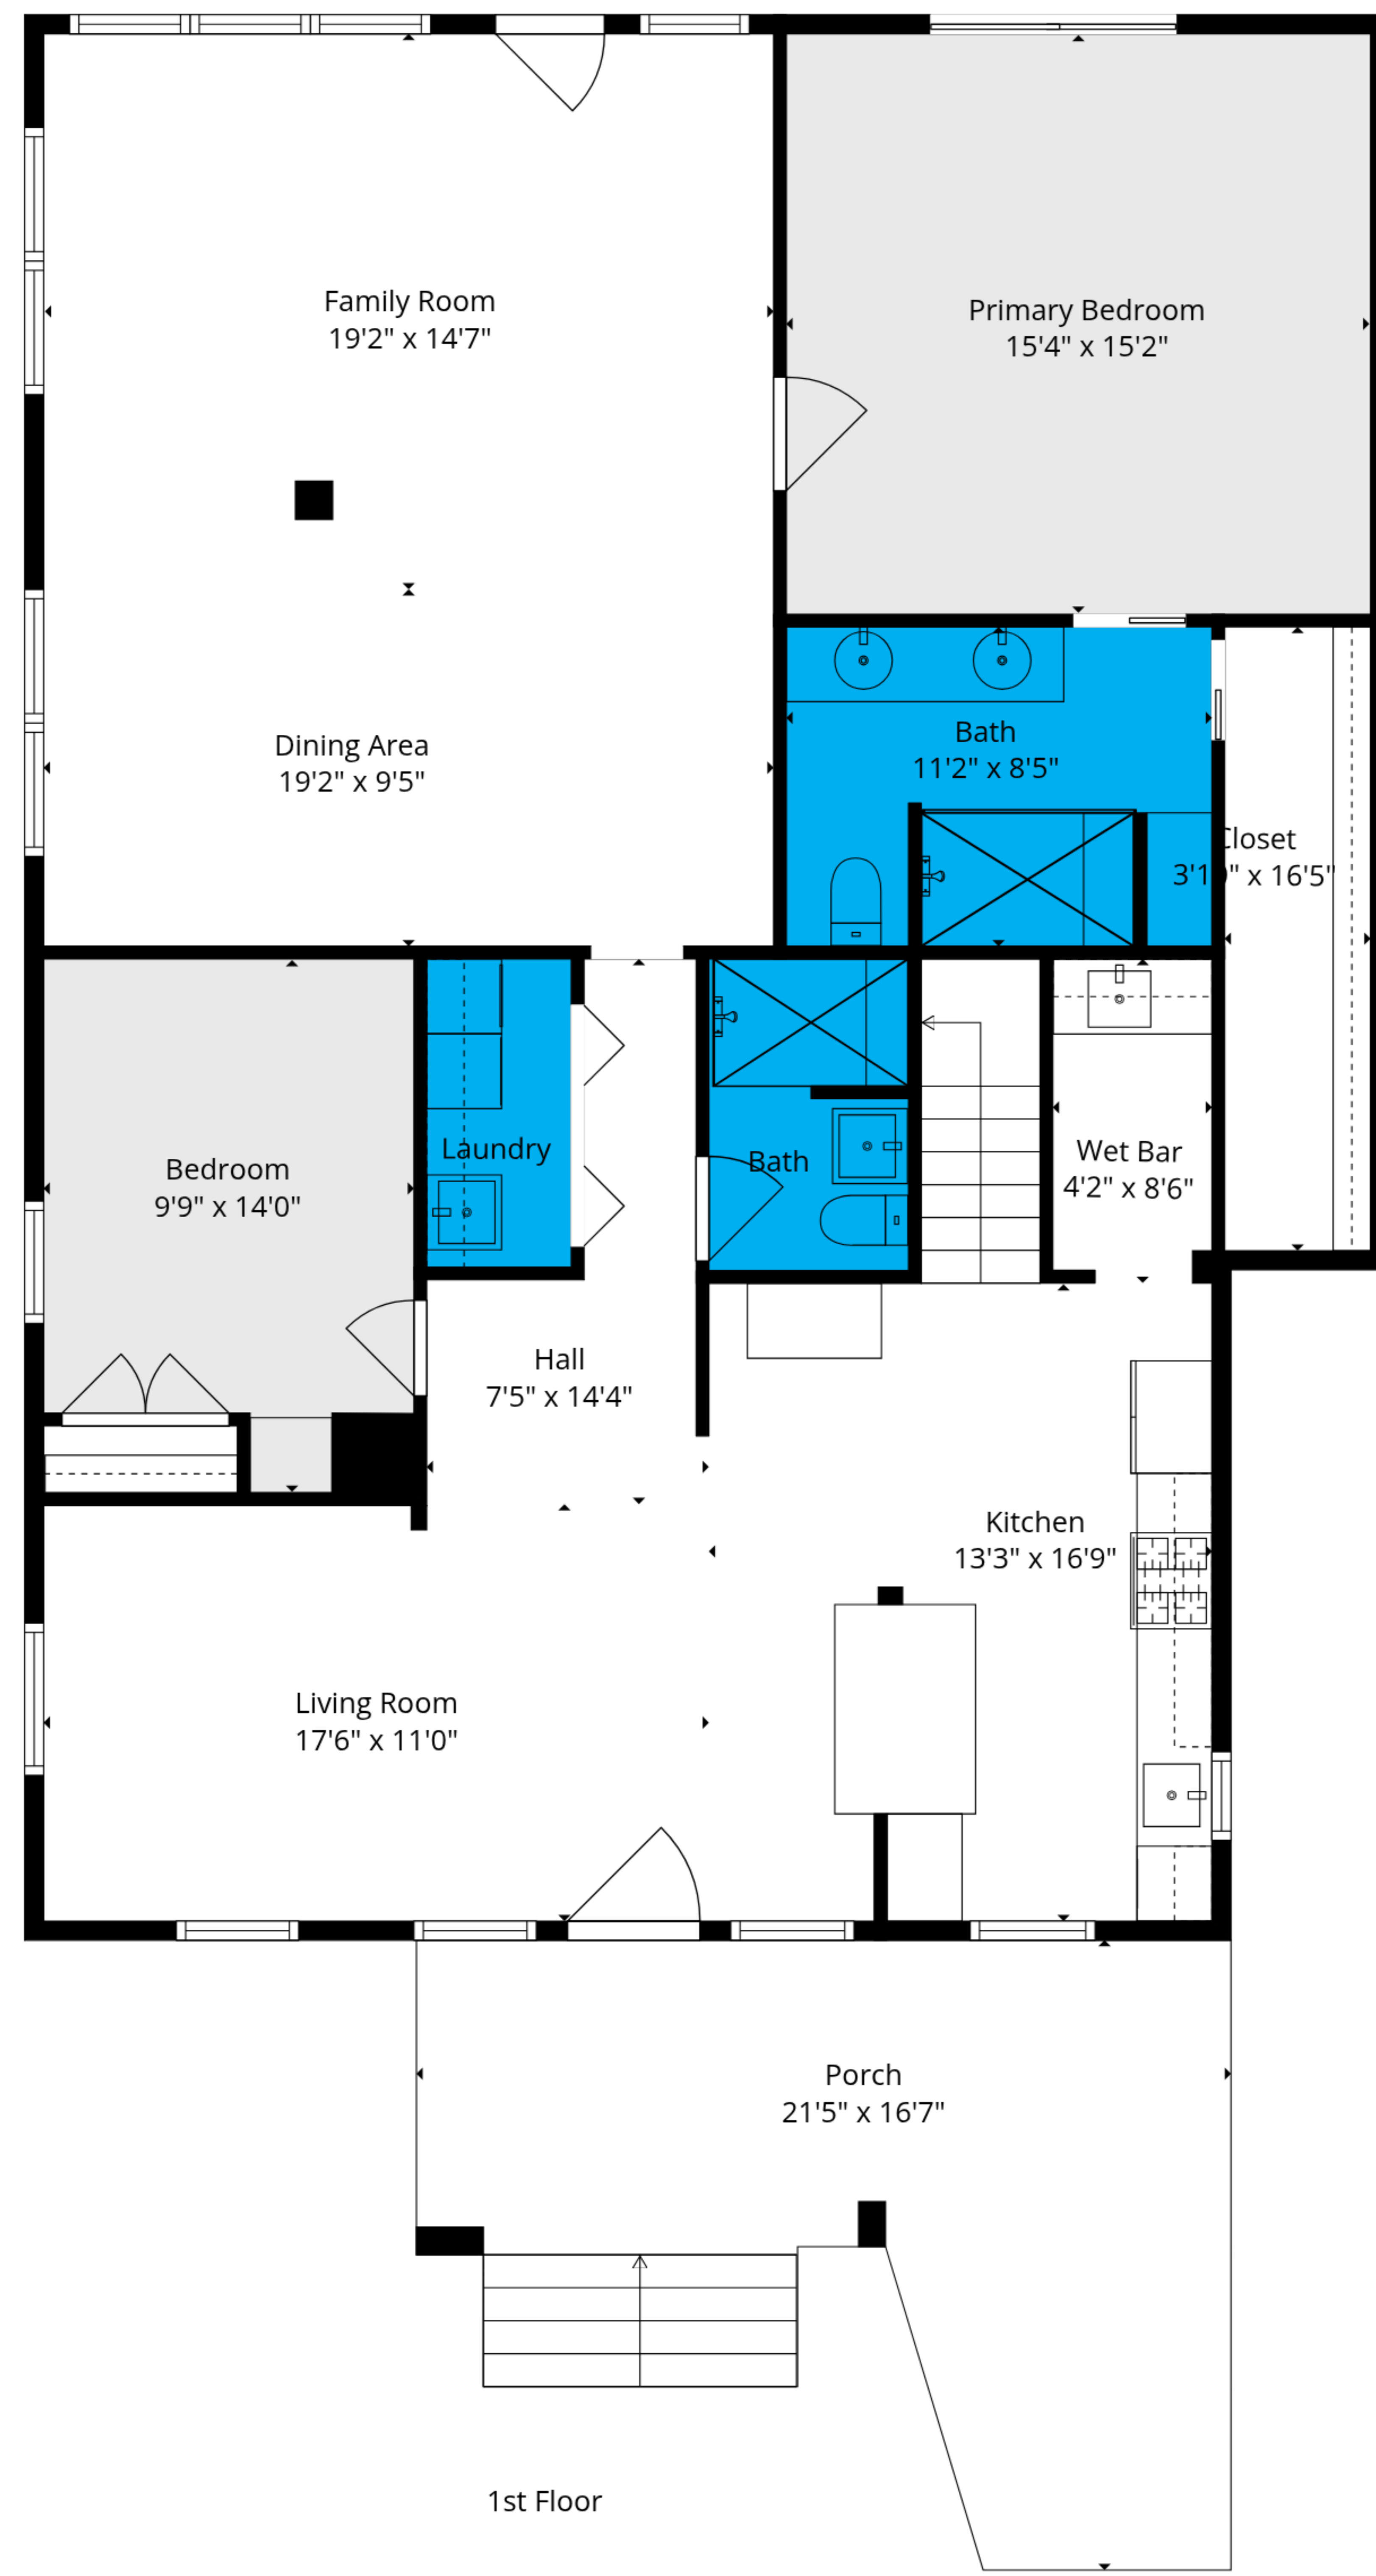 Family Room
19'2" x 14'7"
Primary Bedroom
15'4" x 15'2"
Dining Area
19'2" x 9'5"
Bath
11'2" x 8'5"
Closet
3'10" x 16'5"
Laundry
Bath
Wet Bar
4'2" x 8'6"
Bedroom
9'9" x 14'0"
Hall
7'5" x 14'4"
Kitchen
13'3" x 16'9"
Living Room
17'6" x 11'0"
Porch
21'5" x 16'7"
1st Floor